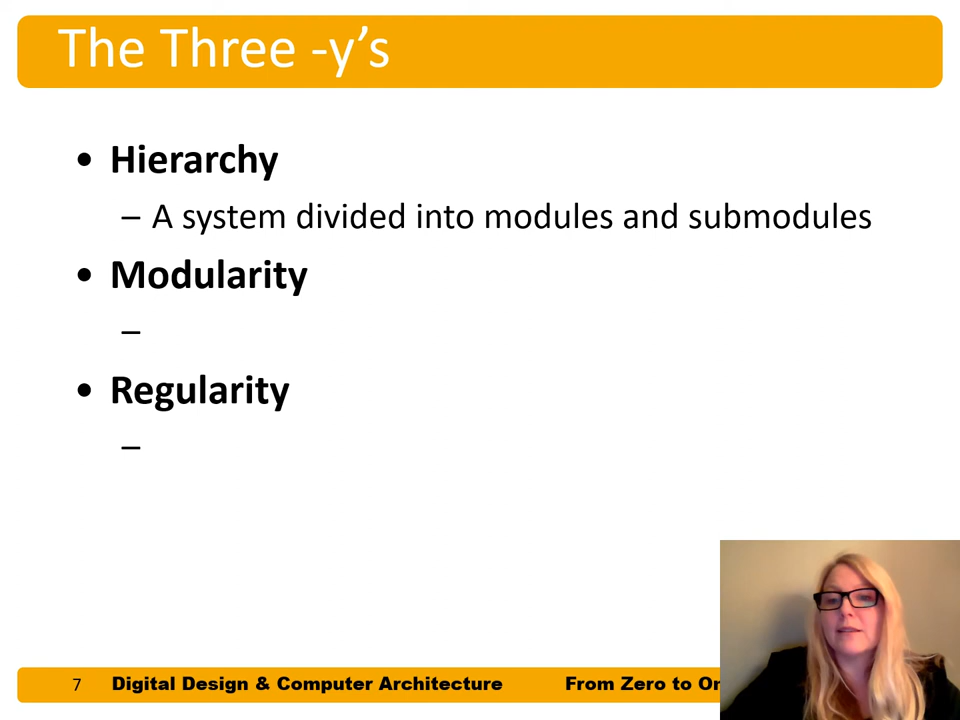 The Three -y’s
• Hierarchy
– A system divided into modules and submodules
• Modularity
–
• Regularity
–
7 Digital Design & Computer Architecture From Zero to